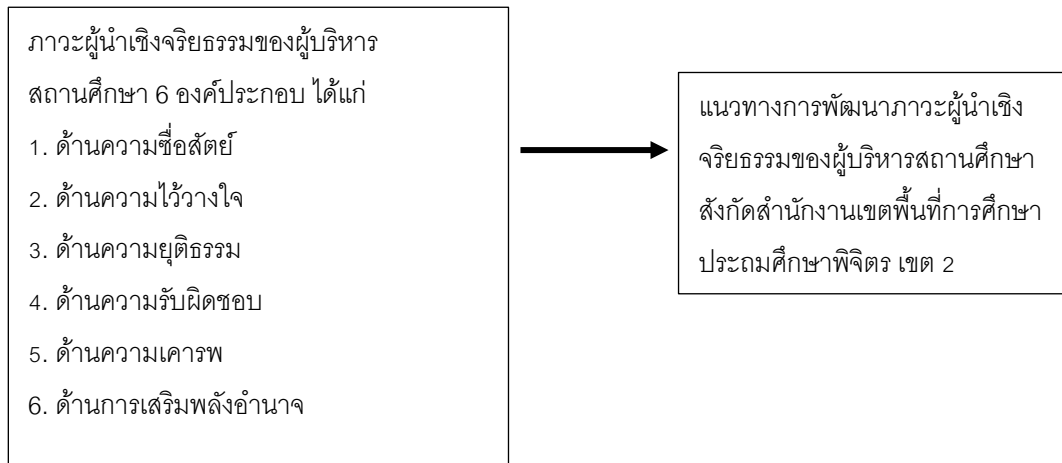 ภาวะผู้นำเชิงจริยธรรมของผู้บริหาร
สถานศึกษา 6 องค์ประกอบ ได้แก่
1. ด้านความซื่อสัตย์
2. ด้านความไว้วางใจ
3. ด้านความยุติธรรม
4. ด้านความรับผิดชอบ
5. ด้านความเคารพ
6. ด้านการเสริมพลังอำนาจ
แนวทางการพัฒนาภาวะผู้นำเชิง
จริยธรรมของผู้บริหารสถานศึกษา
สังกัดสำนักงานเขตพื้นที่การศึกษา
ประถมศึกษาพิจิตร เขต 2